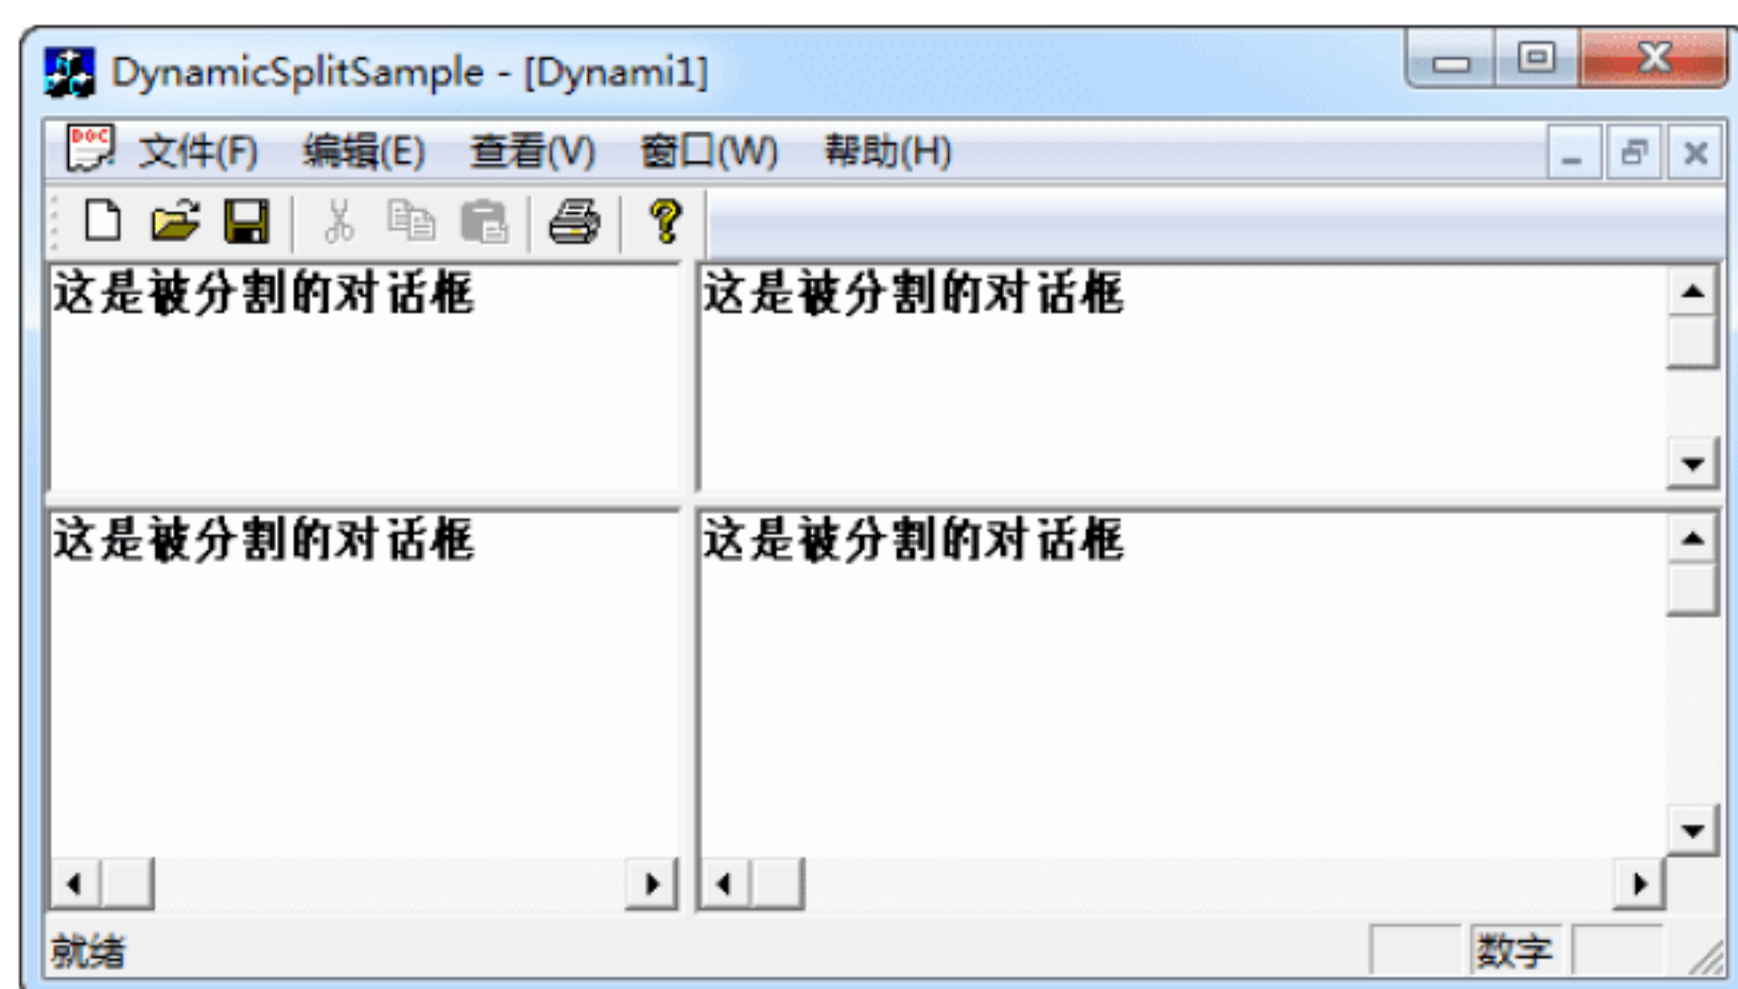 DynamicSplitSample - [Dynami1]
DOC 文件(F) 编辑(E) 查看(V) 窗口(W) 帮助(H)
这是被分割的对话框 这是被分割的对话框
这是被分割的对话框 这是被分割的对话框
就绪 数字